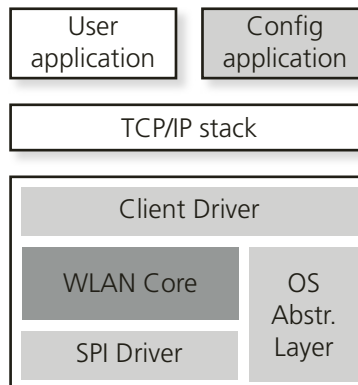 User
application
Config
application
TCP/IP stack
Client Driver
WLAN Core
SPI Driver
OS
Abstr.
Layer